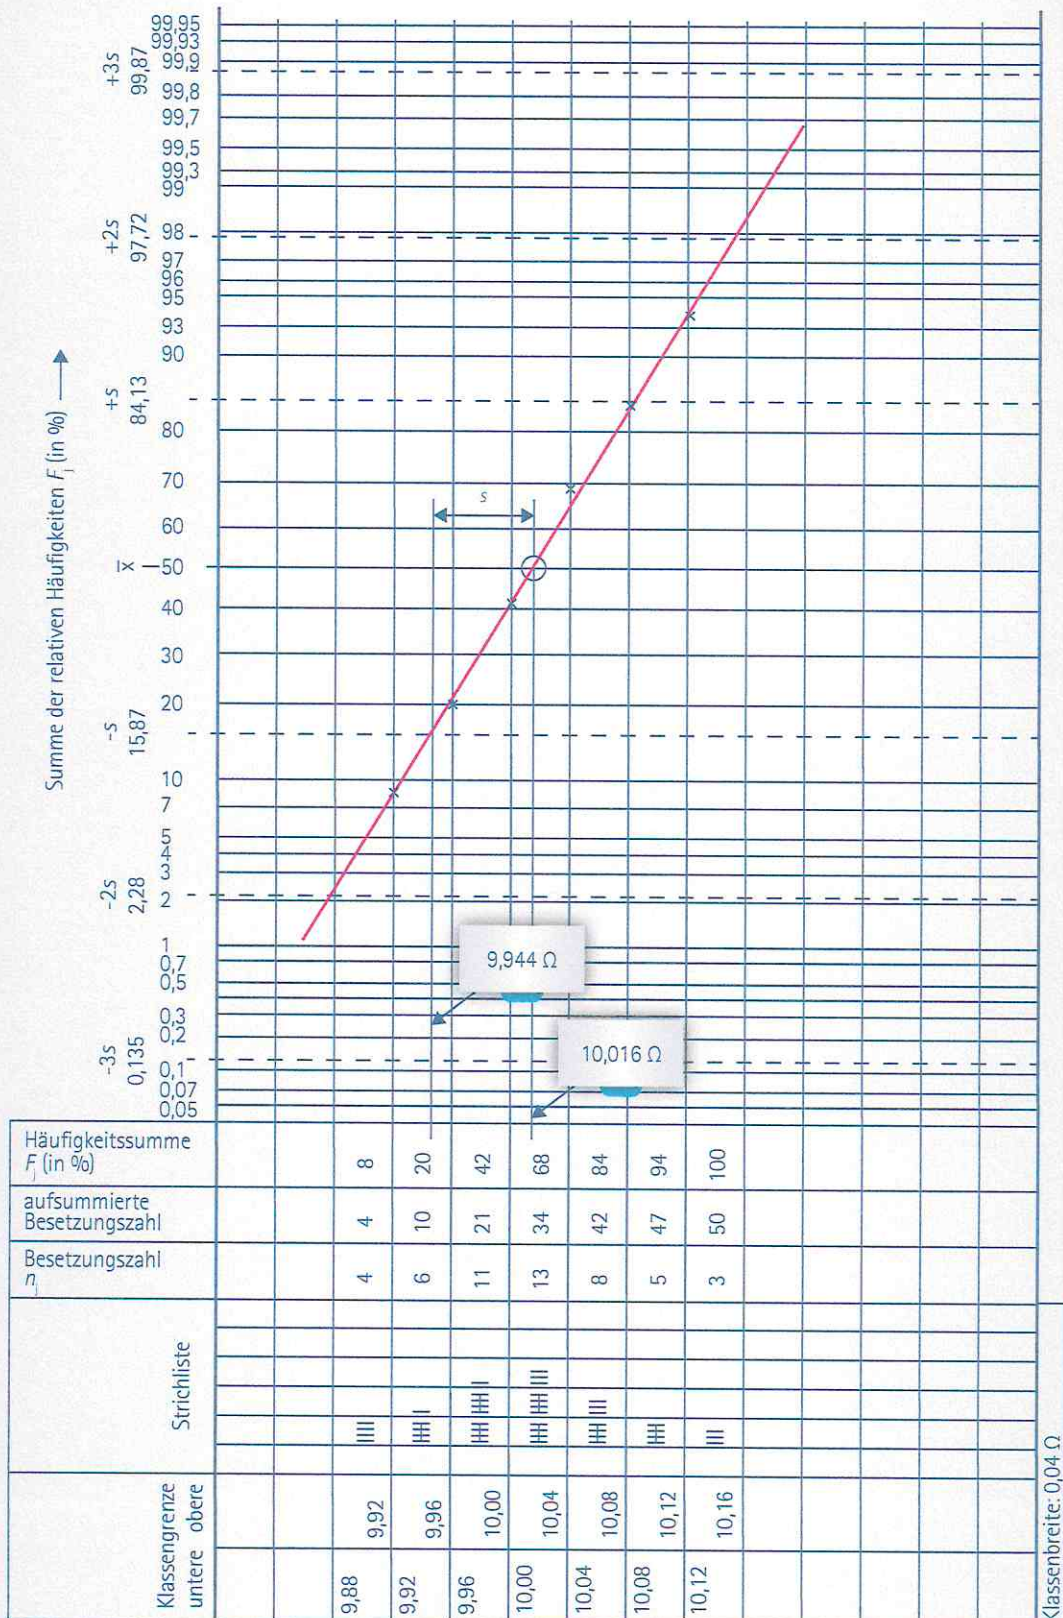 Summe der relativen Häufigkeiten Fj (in %)
+3s
99,87
+2s
97,72
+s
84,13
x̄
-s
15,87
-2s
2,28
-3s
0,135
99,95
99,93
99,9
99,8
99,7
99,5
99,3
99
98
97
96
95
93
90
80
70
60
50
40
30
20
10
7
5
4
3
2
1
0,7
0,5
0,3
0,2
0,1
0,07
0,05
s
9,944 Ω
10,016 Ω
Häufigkeitssumme
Fj (in %)
8 20 42 68 84 94 100
aufsummierte
Besetzungszahl
4 10 21 34 42 47 50
Besetzungszahl
nj
4 6 11 13 8 5 3
Strichliste
Klassengrenze
untere obere
9,88 9,92
9,92 9,96
9,96 10,00
10,00 10,04
10,04 10,08
10,08 10,12
10,12 10,16
Klassenbreite: 0,04 Ω